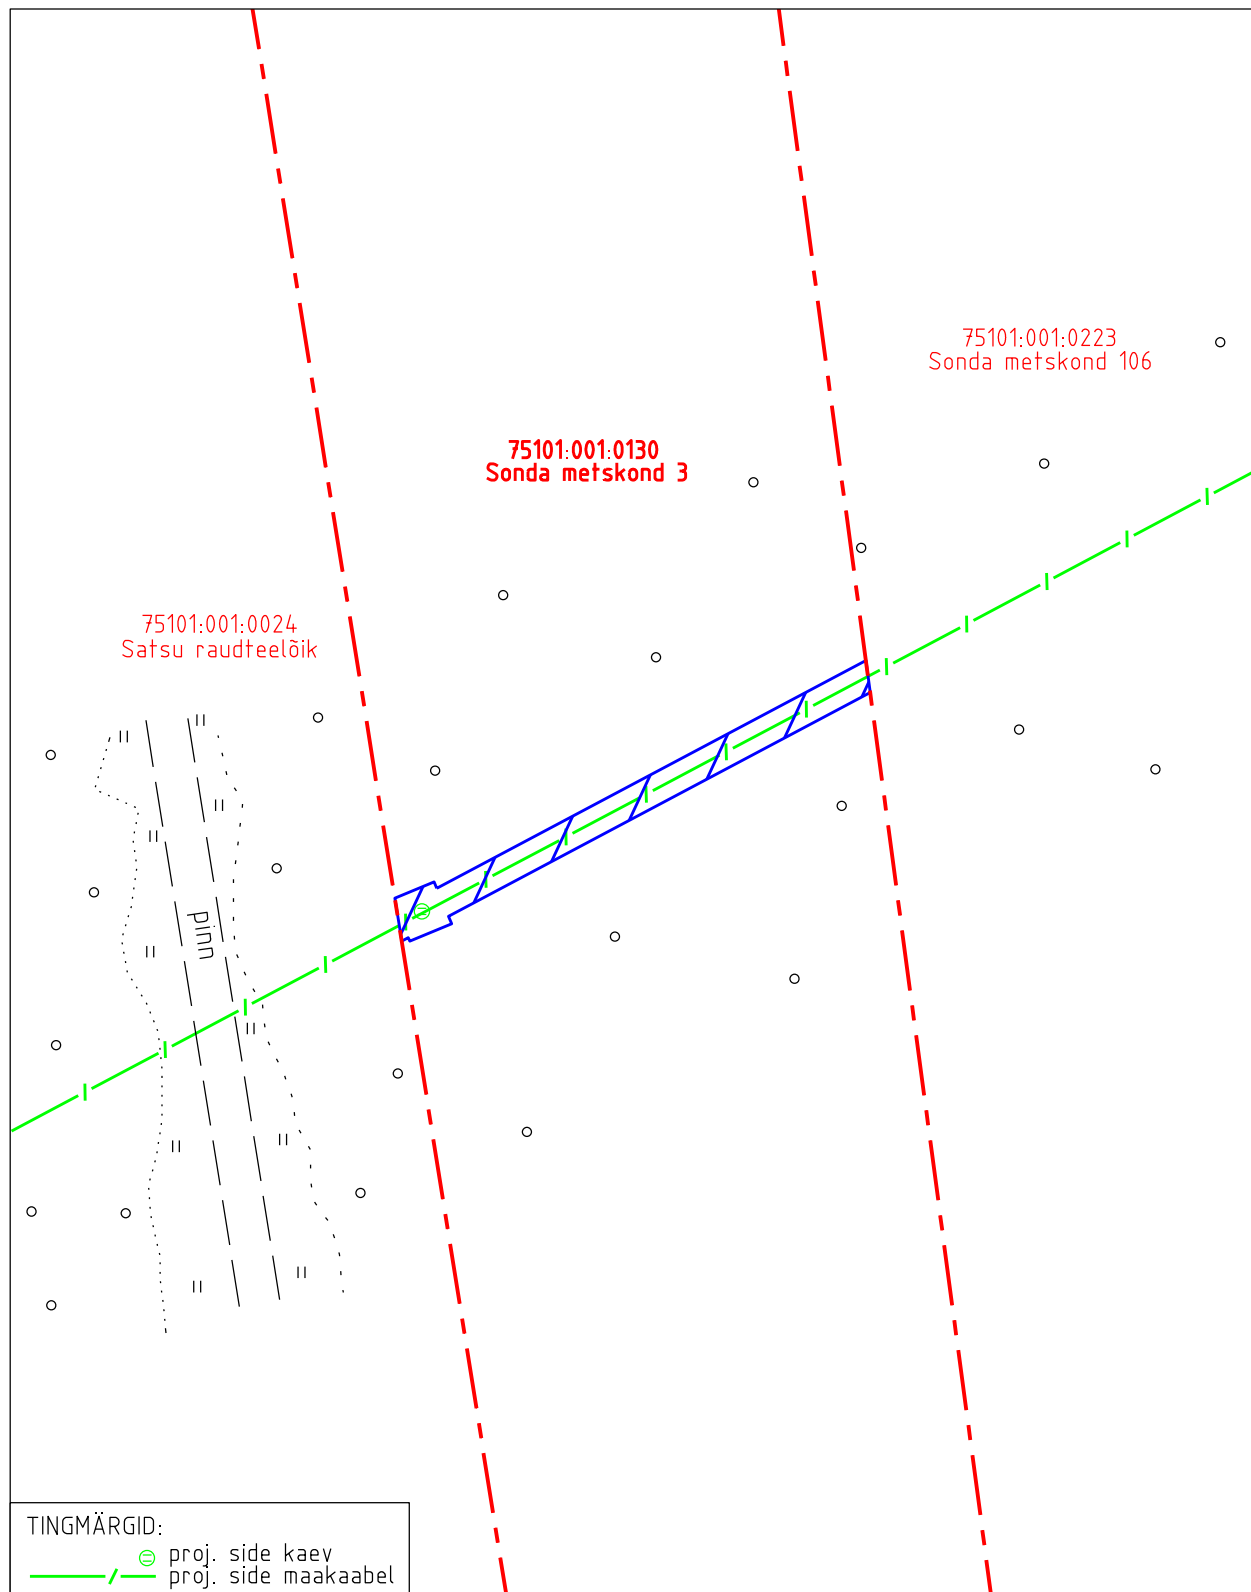 75101:001:0223
Sonda metskond 106
75101:001:0130
Sonda metskond 3
75101:001:0024
Satsu raudteelõik
pinn
TINGMÄRGID:
proj. side kaev
proj. side maakaabel